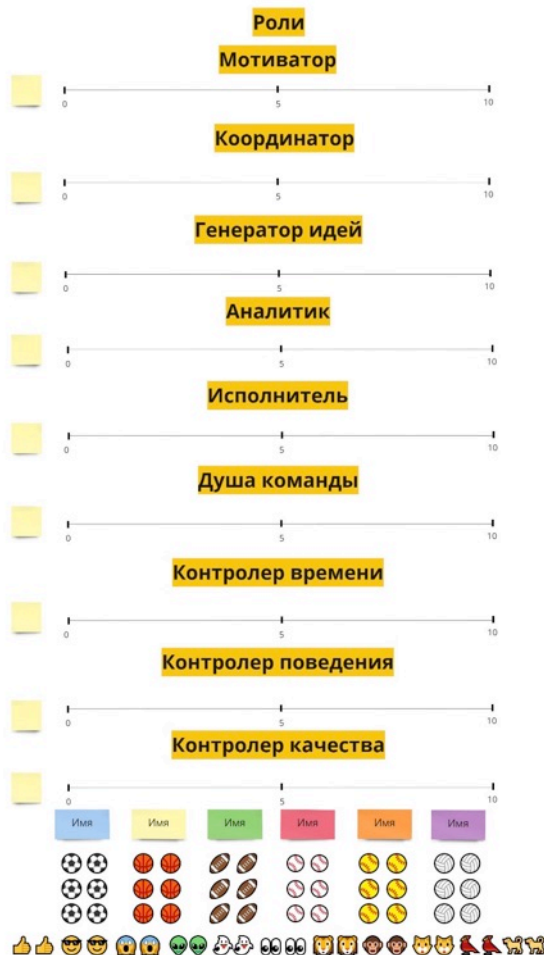 Роли
Мотиватор
0 5 10
Координатор
0 5 10
Генератор идей
0 5 10
Аналитик
0 5 10
Исполнитель
0 5 10
Душа команды
0 5 10
Контролер времени
0 5 10
Контролер поведения
0 5 10
Контролер качества
0 5 10
Имя Имя Имя Имя Имя Имя